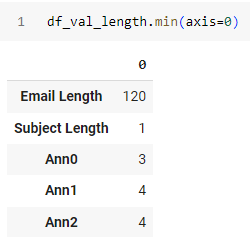 1 df_val_length.min(axis=0)
0
Email Length 120
Subject Length 1
Ann0 3
Ann1 4
Ann2 4